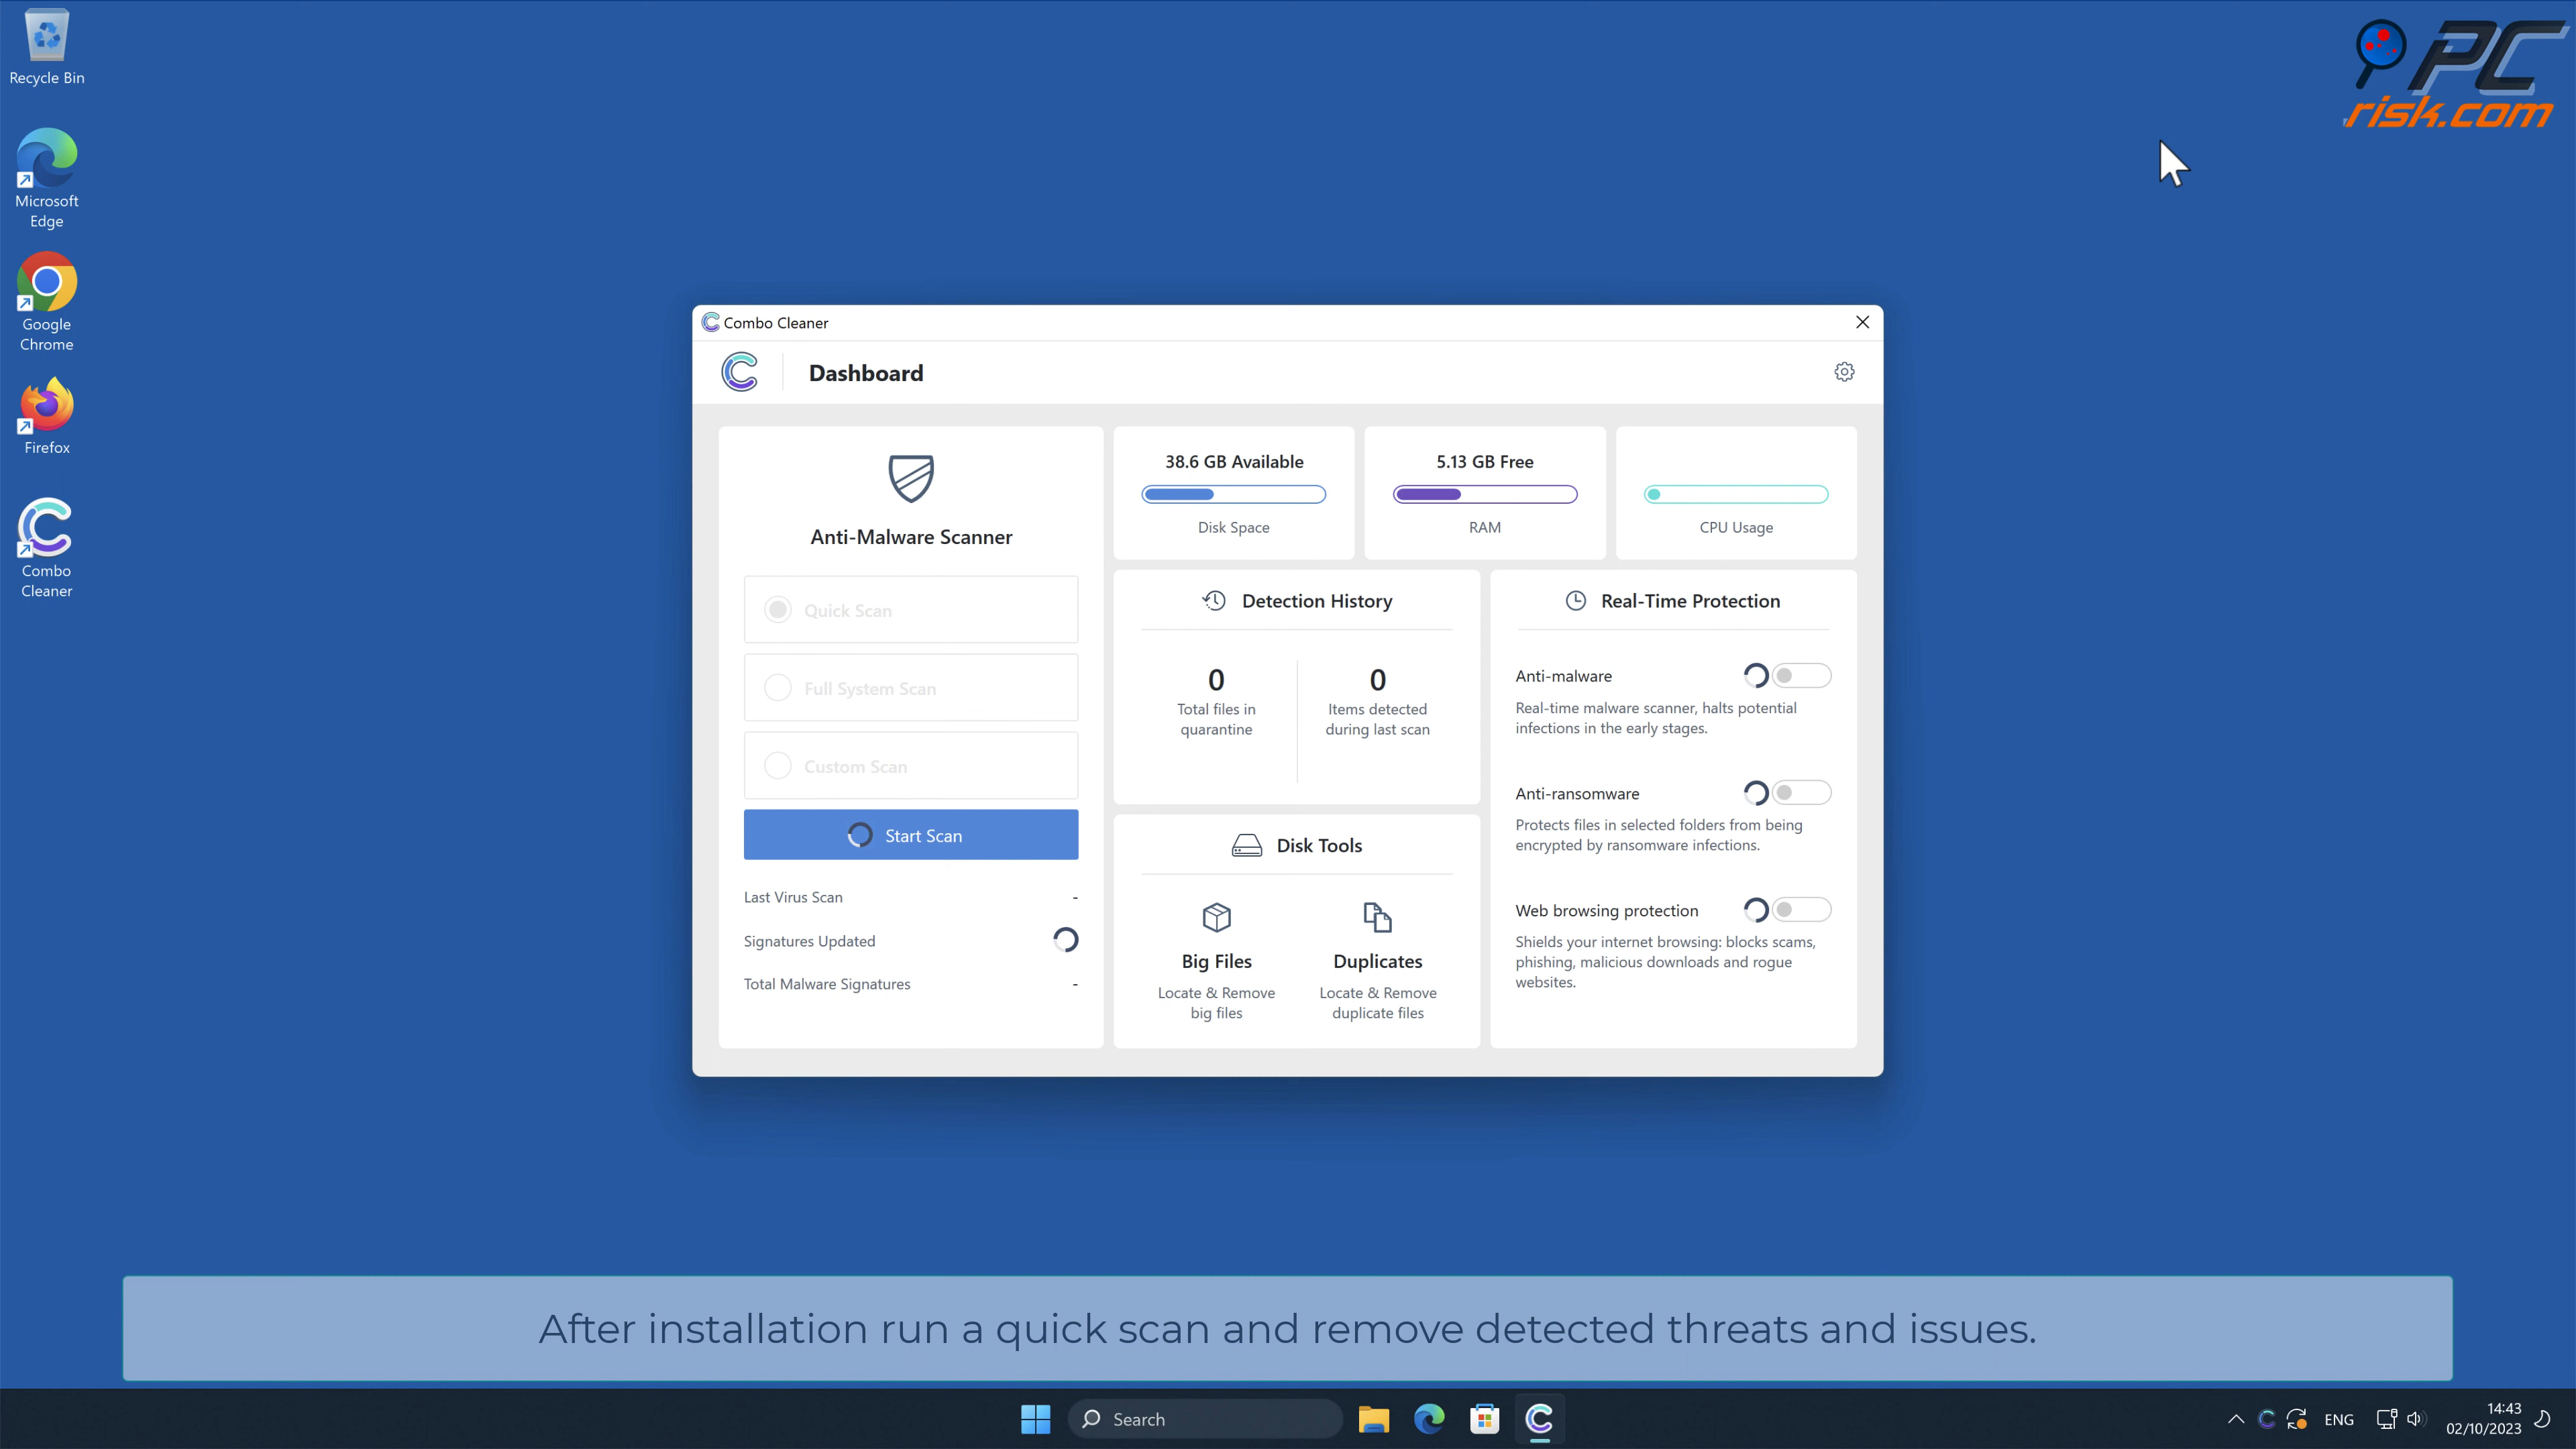 Recycle Bin
Microsoft
Edge
Google
Chrome
Firefox
Combo
Cleaner
PC
risk.com
Combo Cleaner
Dashboard
Anti-Malware Scanner
Quick Scan
Full System Scan
Custom Scan
Start Scan
Last Virus Scan -
Signatures Updated
Total Malware Signatures -
38.6 GB Available
Disk Space
5.13 GB Free
RAM
CPU Usage
Detection History
0
Total files in
quarantine
0
Items detected
during last scan
Disk Tools
Big Files
Locate & Remove
big files
Duplicates
Locate & Remove
duplicate files
Real-Time Protection
Anti-malware
Real-time malware scanner, halts potential
infections in the early stages.
Anti-ransomware
Protects files in selected folders from being
encrypted by ransomware infections.
Web browsing protection
Shields your internet browsing: blocks scams,
phishing, malicious downloads and rogue
websites.
After installation run a quick scan and remove detected threats and issues.
Search
ENG
14:43
02/10/2023